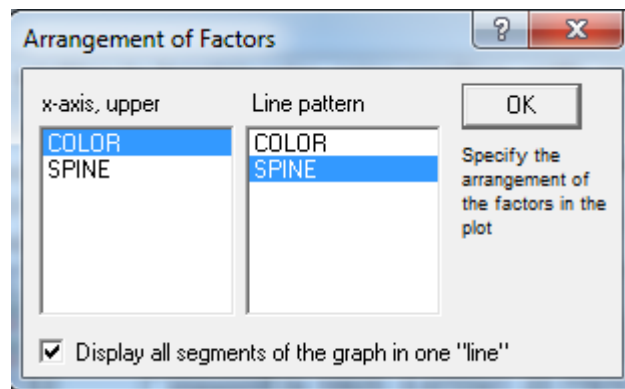 Arrangement of Factors
?
x-axis, upper
COLOR
SPINE
Line pattern
COLOR
SPINE
OK
Specify the
arrangement of
the factors in the
plot
Display all segments of the graph in one "line"